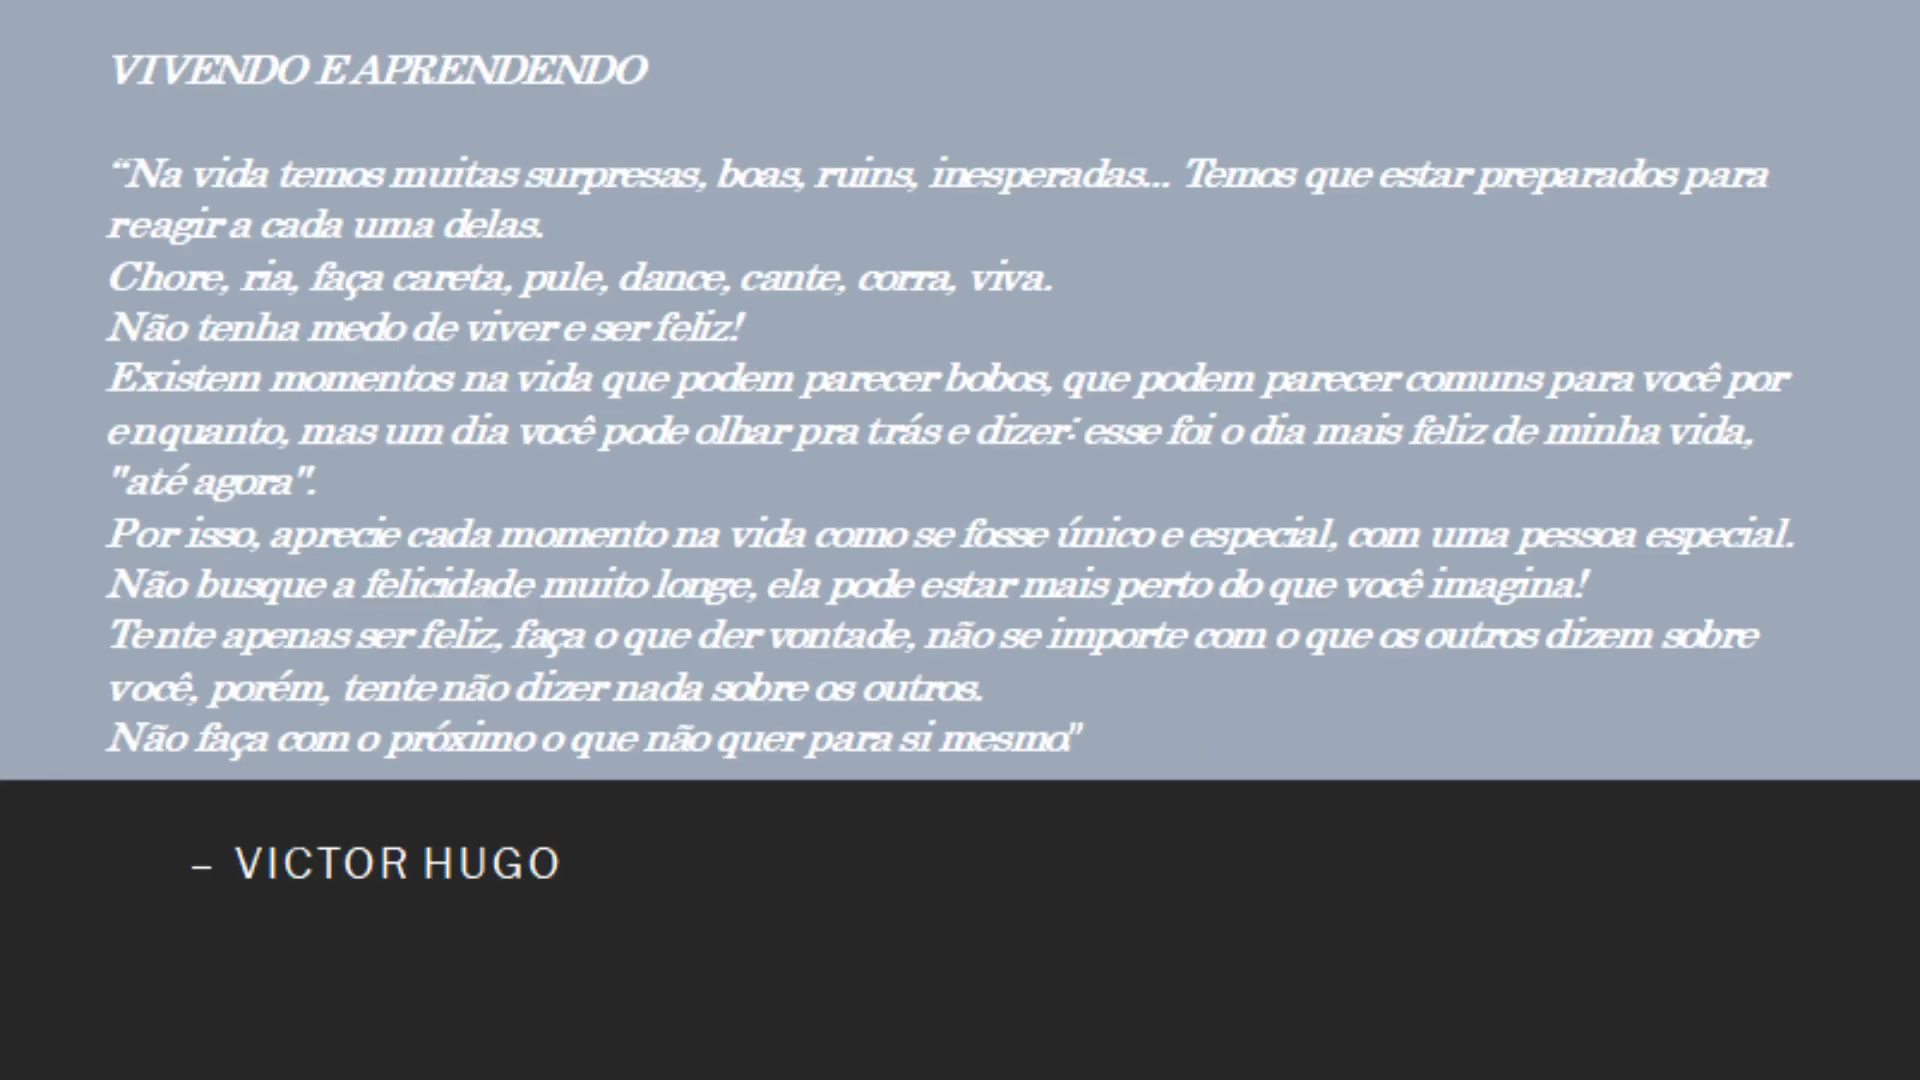 VIVENDO E APRENDENDO
“Na vida temos muitas surpresas, boas, ruins, inesperadas... Temos que estar preparados para
reagir a cada uma delas.
Chore, ria, faça careta, pule, dance, cante, corra, viva.
Não tenha medo de viver e ser feliz!
Existem momentos na vida que podem parecer bobos, que podem parecer comuns para você por
enquanto, mas um dia você pode olhar pra trás e dizer: esse foi o dia mais feliz de minha vida,
"até agora".
Por isso, aprecie cada momento na vida como se fosse único e especial, com uma pessoa especial.
Não busque a felicidade muito longe, ela pode estar mais perto do que você imagina!
Tente apenas ser feliz, faça o que der vontade, não se importe com o que os outros dizem sobre
você, porém, tente não dizer nada sobre os outros.
Não faça com o próximo o que não quer para si mesmo.”
– VICTOR HUGO